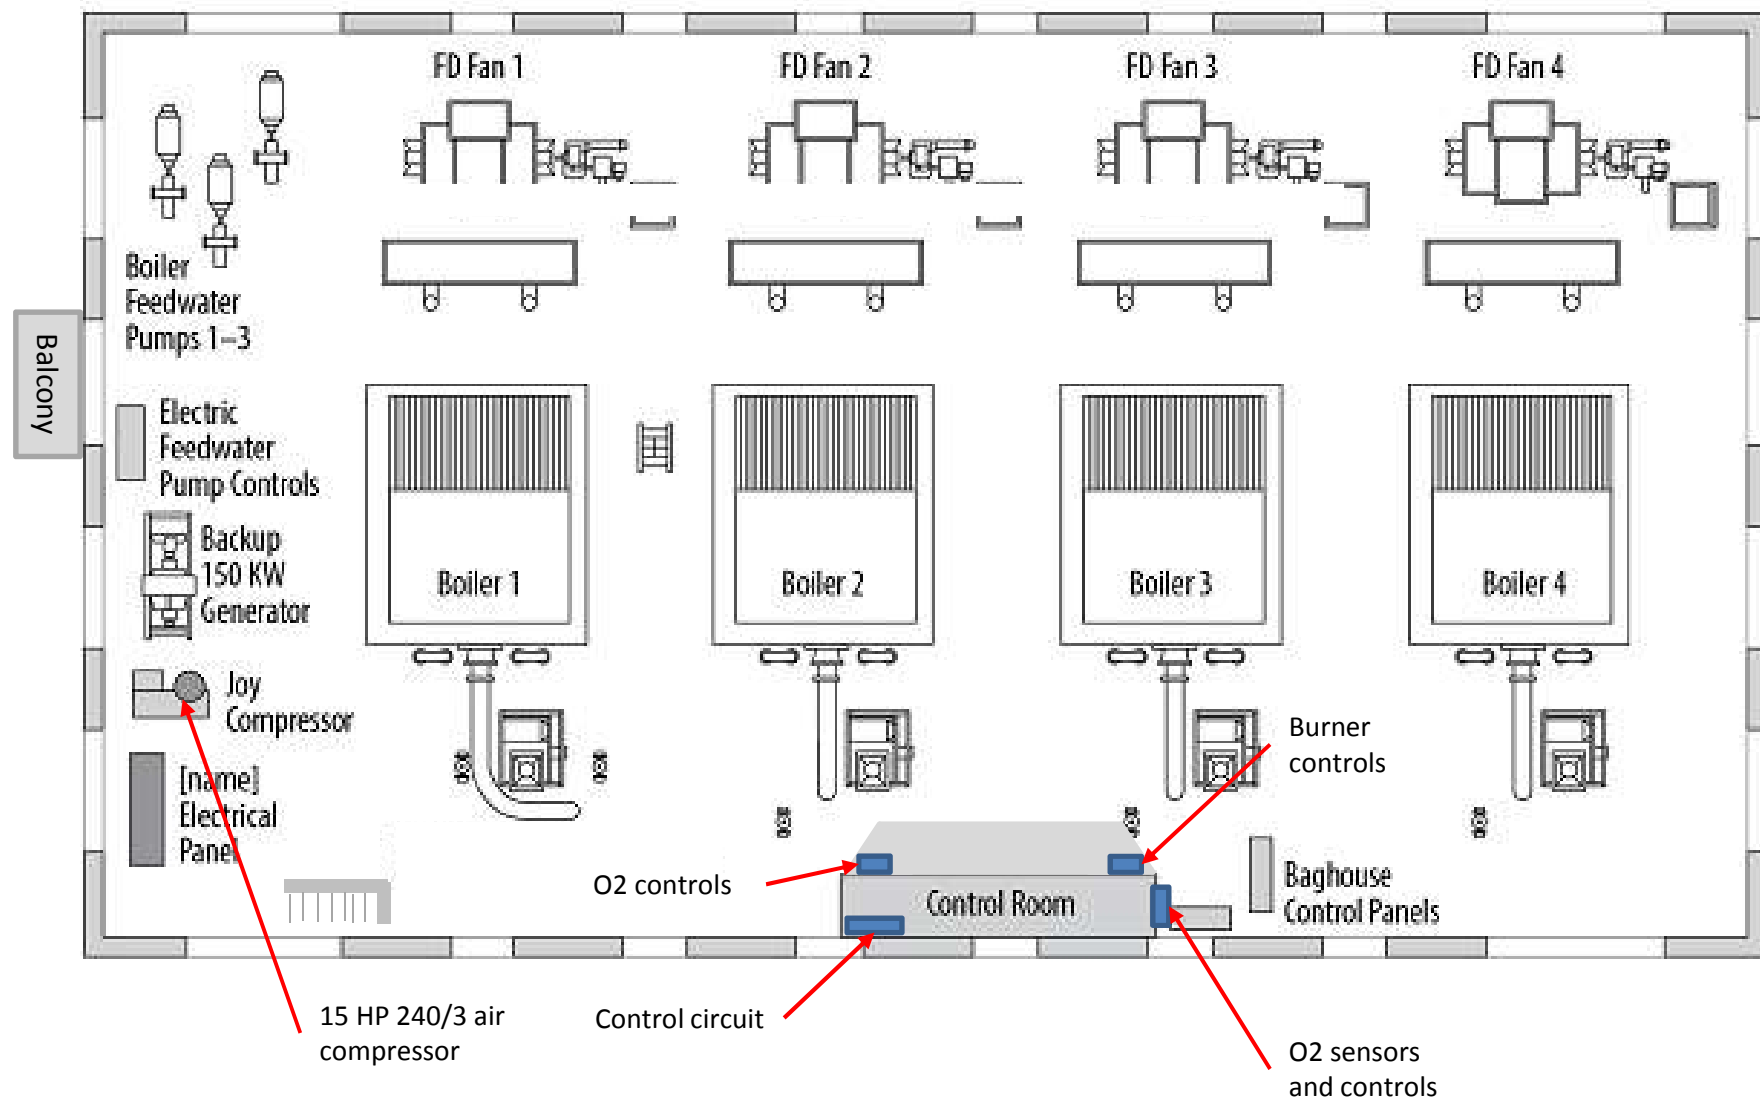 FD Fan 1
FD Fan 2
FD Fan 3
FD Fan 4
Boiler
Feedwater
Pumps 1–3
Balcony
Electric
Feedwater
Pump Controls
Backup
150 KW
Generator
Boiler 1
Boiler 2
Boiler 3
Boiler 4
Joy
Compressor
[name]
Electrical
Panel
Burner
controls
O2 controls
Control Room
Baghouse
Control Panels
15 HP 240/3 air
compressor
Control circuit
O2 sensors
and controls